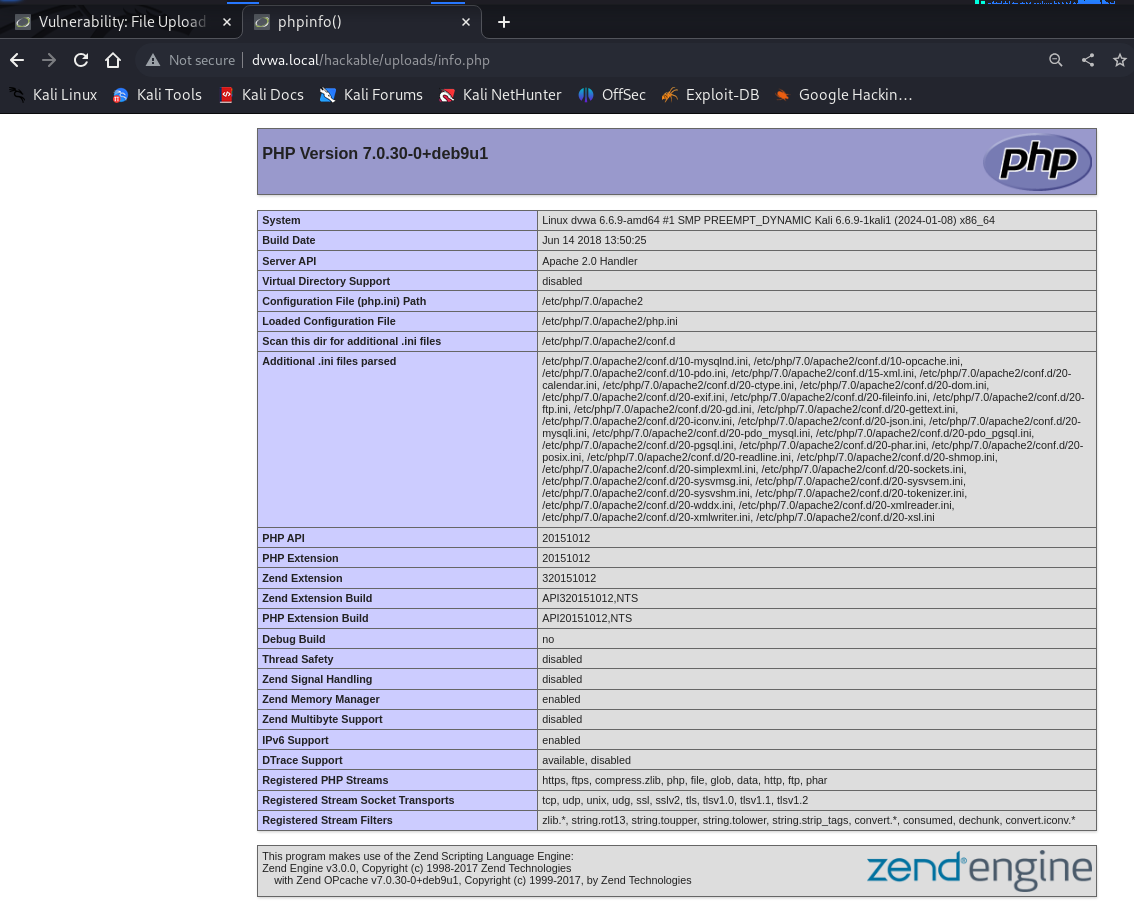 Vulnerability: File Upload
phpinfo()
Not secure dvwa.local/hackable/uploads/info.php
Kali Linux Kali Tools Kali Docs Kali Forums Kali NetHunter OffSec Exploit-DB Google Hackin…
PHP Version 7.0.30-0+deb9u1
php
System Linux dvwa 6.6.9-amd64 #1 SMP PREEMPT_DYNAMIC Kali 6.6.9-1kali1 (2024-01-08) x86_64
Build Date Jun 14 2018 13:50:25
Server API Apache 2.0 Handler
Virtual Directory Support disabled
Configuration File (php.ini) Path /etc/php/7.0/apache2
Loaded Configuration File /etc/php/7.0/apache2/php.ini
Scan this dir for additional .ini files /etc/php/7.0/apache2/conf.d
Additional .ini files parsed /etc/php/7.0/apache2/conf.d/10-mysqlnd.ini, /etc/php/7.0/apache2/conf.d/10-opcache.ini,
/etc/php/7.0/apache2/conf.d/10-pdo.ini, /etc/php/7.0/apache2/conf.d/15-xml.ini, /etc/php/7.0/apache2/conf.d/20-
calendar.ini, /etc/php/7.0/apache2/conf.d/20-ctype.ini, /etc/php/7.0/apache2/conf.d/20-dom.ini,
/etc/php/7.0/apache2/conf.d/20-exif.ini, /etc/php/7.0/apache2/conf.d/20-fileinfo.ini, /etc/php/7.0/apache2/conf.d/20-
ftp.ini, /etc/php/7.0/apache2/conf.d/20-gd.ini, /etc/php/7.0/apache2/conf.d/20-gettext.ini,
/etc/php/7.0/apache2/conf.d/20-iconv.ini, /etc/php/7.0/apache2/conf.d/20-json.ini, /etc/php/7.0/apache2/conf.d/20-
mysqli.ini, /etc/php/7.0/apache2/conf.d/20-pdo_mysql.ini, /etc/php/7.0/apache2/conf.d/20-pdo_pgsql.ini,
/etc/php/7.0/apache2/conf.d/20-pgsql.ini, /etc/php/7.0/apache2/conf.d/20-phar.ini, /etc/php/7.0/apache2/conf.d/20-
posix.ini, /etc/php/7.0/apache2/conf.d/20-readline.ini, /etc/php/7.0/apache2/conf.d/20-shmop.ini,
/etc/php/7.0/apache2/conf.d/20-simplexml.ini, /etc/php/7.0/apache2/conf.d/20-sockets.ini,
/etc/php/7.0/apache2/conf.d/20-sysvmsg.ini, /etc/php/7.0/apache2/conf.d/20-sysvsem.ini,
/etc/php/7.0/apache2/conf.d/20-sysvshm.ini, /etc/php/7.0/apache2/conf.d/20-tokenizer.ini,
/etc/php/7.0/apache2/conf.d/20-wddx.ini, /etc/php/7.0/apache2/conf.d/20-xmlreader.ini,
/etc/php/7.0/apache2/conf.d/20-xmlwriter.ini, /etc/php/7.0/apache2/conf.d/20-xsl.ini
PHP API 20151012
PHP Extension 20151012
Zend Extension 320151012
Zend Extension Build API320151012,NTS
PHP Extension Build API20151012,NTS
Debug Build no
Thread Safety disabled
Zend Signal Handling disabled
Zend Memory Manager enabled
Zend Multibyte Support disabled
IPv6 Support enabled
DTrace Support available, disabled
Registered PHP Streams https, ftps, compress.zlib, php, file, glob, data, http, ftp, phar
Registered Stream Socket Transports tcp, udp, unix, udg, ssl, sslv2, tls, tlsv1.0, tlsv1.1, tlsv1.2
Registered Stream Filters zlib.*, string.rot13, string.toupper, string.tolower, string.strip_tags, convert.*, consumed, dechunk, convert.iconv.*
This program makes use of the Zend Scripting Language Engine:
Zend Engine v3.0.0, Copyright (c) 1998-2017 Zend Technologies
with Zend OPcache v7.0.30-0+deb9u1, Copyright (c) 1999-2017, by Zend Technologies
zend® engine